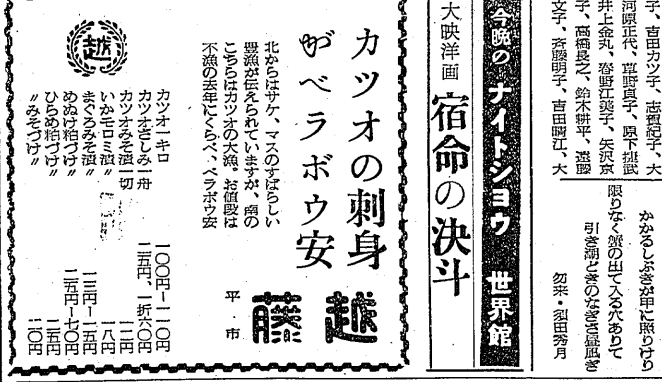 子、吉田カツ子、志賀紀子、大
河原正代、草野貞子、原下捷武
井上金丸、春野江美子、矢沢京
子、高橋長之、鈴木耕平、遠藤
文子、斉藤明子、吉田晴江、大
かかるしぶきが甲に照りけり
限りなく蟹の出て入る穴ありて
引き潮どきのなぎさ昼凪ぎ
勿来・須田秀月
今晩の ナイトショウ 世界館
大映洋画 宿命の決斗
カツオの刺身
がベラボウ安
北からはサケ、マスのすばらしい
豊漁が伝えられていますが、南の
こちらはカツオの大漁。お値段は
不漁の去年にくらべ、ベラボウ安
越
カツオ一キロ 一〇〇円―一一〇円
カツオさしみ一舟 二五円、一折六〇円
カツオみそ漬一切 一二円
いかモロミ漬〃 一八円
まぐろみそ漬〃 一三円―一五円
めぬけ粕づけ〃 二五円―七〇円
ひらめ粕づけ〃 一五円
〃みそづけ〃 二〇円
平・市
越藤